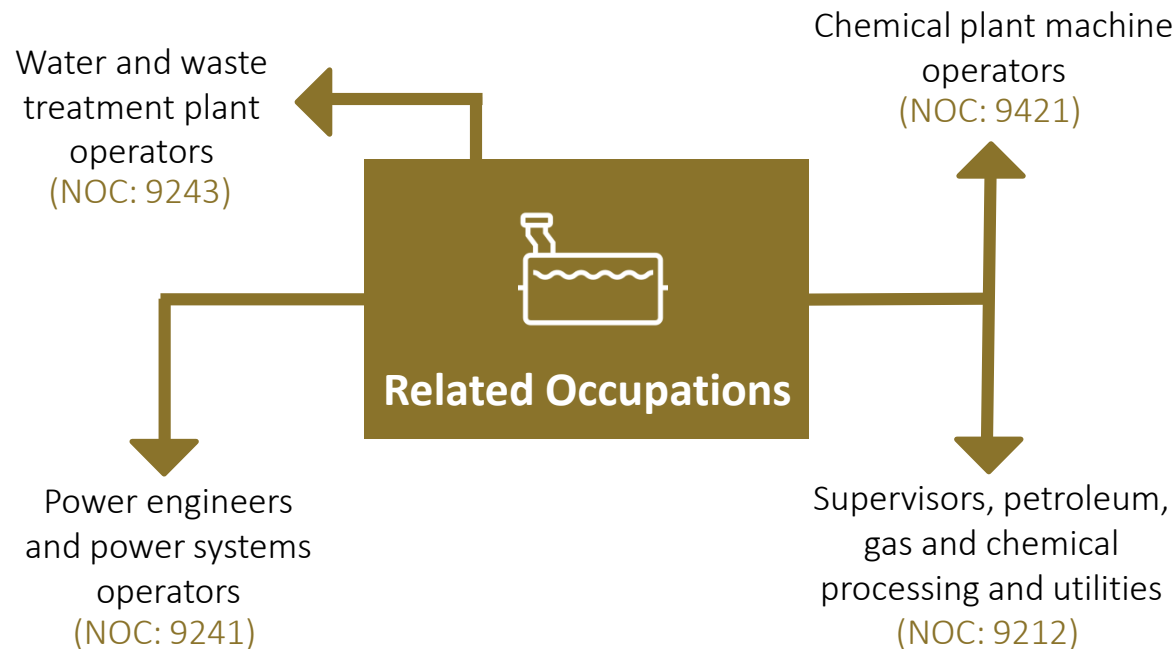 Water and waste
treatment plant
operators
(NOC: 9243)
Chemical plant machine
operators
(NOC: 9421)
Related Occupations
Power engineers
and power systems
operators
(NOC: 9241)
Supervisors, petroleum,
gas and chemical
processing and utilities
(NOC: 9212)